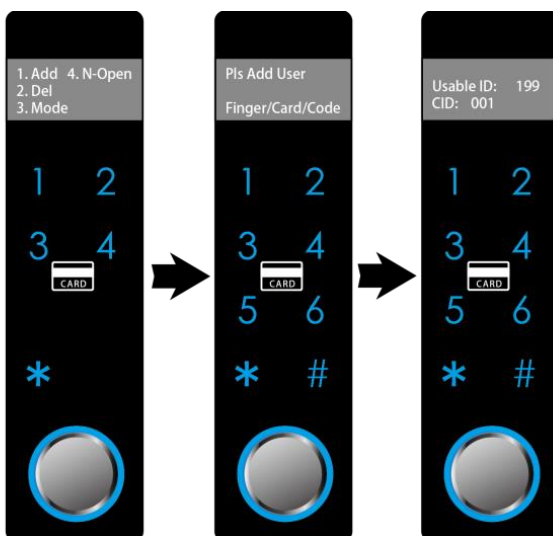 1. Add 4. N-Open
2. Del
3. Mode
1 2
3 4
CARD
*
Pls Add User
Finger/Card/Code
1 2
3 4
CARD
5 6
* #
Usable ID: 199
CID: 001
1 2
3 4
CARD
5 6
* #